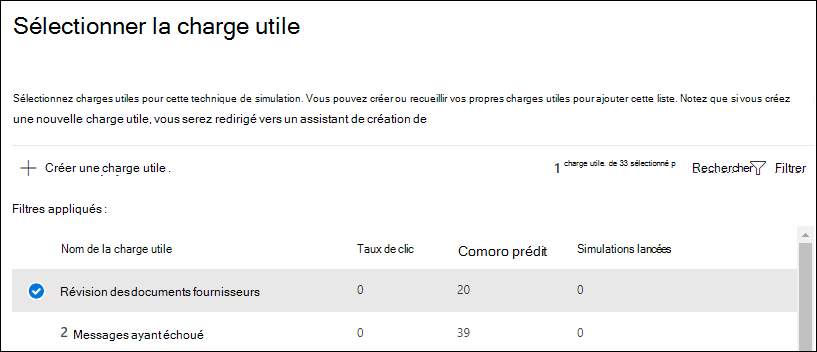 Sélectionner la charge utile
Sélectionnez charges utiles pour cette technique de simulation. Vous pouvez créer ou recueillir vos propres charges utiles pour ajouter cette liste. Notez que si vous créez
une nouvelle charge utile, vous serez redirigé vers un assistant de création de
Créer une charge utile . 1 charge utile. de 33 sélectionné p Rechercher Filtrer
Filtres appliqués :
Nom de la charge utile Taux de clic Comoro prédit Simulations lancées
Révision des documents fournisseurs 0 20 0
2 Messages ayant échoué 0 39 0